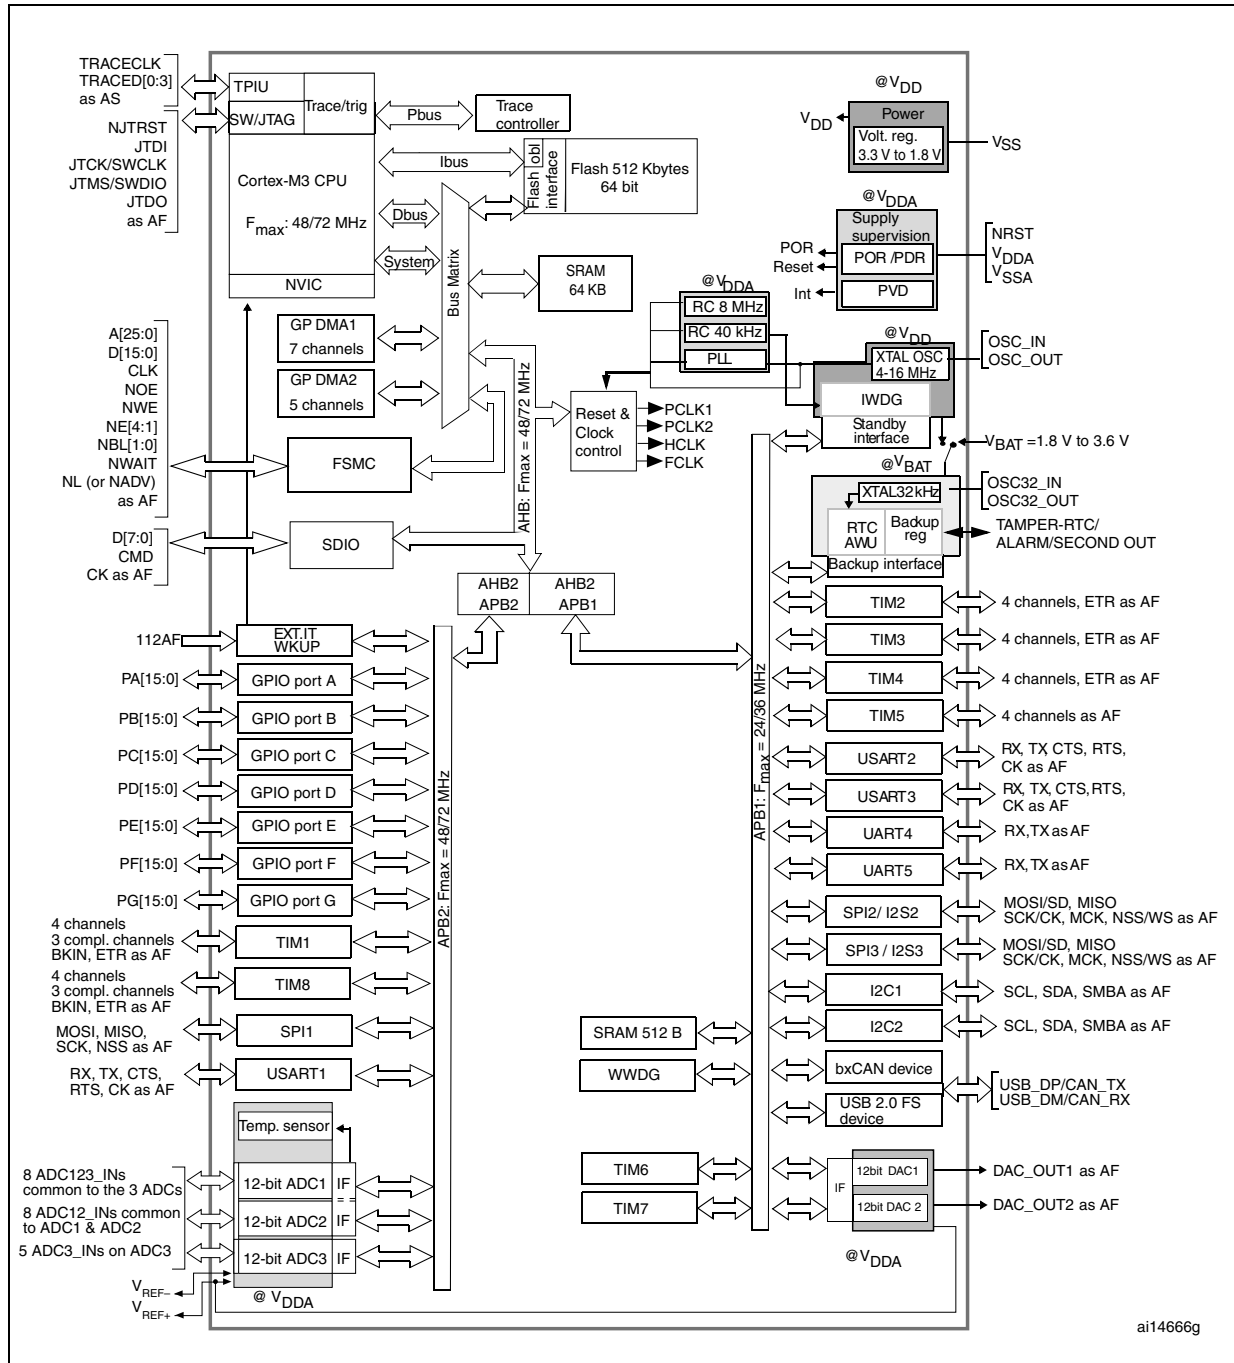 TRACECLK
TRACED[0:3]
as AS
NJTRST
JTDI
JTCK/SWCLK
JTMS/SWDIO
JTDO
as AF
TPIU
SW/JTAG
Trace/trig
Pbus
Trace
controller
Cortex-M3 CPU
Fmax: 48/72 MHz
NVIC
Ibus
Dbus
System
Bus Matrix
Flash obl
interface
Flash 512 Kbytes
64 bit
SRAM
64 KB
GP DMA1
7 channels
GP DMA2
5 channels
@VDD
Power
VDD
Volt. reg.
3.3 V to 1.8 V
VSS
@VDDA
Supply
supervision
POR
Reset
Int
POR /PDR
PVD
NRST
VDDA
VSSA
@VDDA
RC 8 MHz
RC 40 kHz
PLL
@VDD
XTAL OSC
4-16 MHz
OSC_IN
OSC_OUT
IWDG
Standby
interface
VBAT =1.8 V to 3.6 V
Reset &
Clock
control
PCLK1
PCLK2
HCLK
FCLK
@VBAT
XTAL32kHz
OSC32_IN
OSC32_OUT
RTC
AWU
Backup
reg
TAMPER-RTC/
ALARM/SECOND OUT
Backup interface
A[25:0]
D[15:0]
CLK
NOE
NWE
NE[4:1]
NBL[1:0]
NWAIT
NL (or NADV)
as AF
FSMC
D[7:0]
CMD
CK as AF
SDIO
AHB: Fmax = 48/72 MHz
AHB2
APB2
AHB2
APB1
APB2: Fmax = 48/72 MHz
APB1: Fmax = 24/36 MHz
112AF
EXT.IT
WKUP
PA[15:0]
GPIO port A
PB[15:0]
GPIO port B
PC[15:0]
GPIO port C
PD[15:0]
GPIO port D
PE[15:0]
GPIO port E
PF[15:0]
GPIO port F
PG[15:0]
GPIO port G
4 channels
3 compl. channels
BKIN, ETR as AF
TIM1
4 channels
3 compl. channels
BKIN, ETR as AF
TIM8
MOSI, MISO,
SCK, NSS as AF
SPI1
RX, TX, CTS,
RTS, CK as AF
USART1
Temp. sensor
8 ADC123_INs
common to the 3 ADCs
12-bit ADC1
IF
8 ADC12_INs common
to ADC1 & ADC2
12-bit ADC2
IF
5 ADC3_INs on ADC3
12-bit ADC3
IF
VREF–
VREF+
@ VDDA
TIM2
4 channels, ETR as AF
TIM3
4 channels, ETR as AF
TIM4
4 channels, ETR as AF
TIM5
4 channels as AF
USART2
RX, TX, CTS, RTS,
CK as AF
USART3
RX, TX, CTS, RTS,
CK as AF
UART4
RX,TX as AF
UART5
RX, TX as AF
SPI2/ I2S2
MOSI/SD, MISO
SCK/CK, MCK, NSS/WS as AF
SPI3 / I2S3
MOSI/SD, MISO
SCK/CK, MCK, NSS/WS as AF
I2C1
SCL, SDA, SMBA as AF
I2C2
SCL, SDA, SMBA as AF
SRAM 512 B
WWDG
bxCAN device
USB 2.0 FS
device
USB_DP/CAN_TX
USB_DM/CAN_RX
TIM6
TIM7
IF
12bit DAC1
DAC_OUT1 as AF
12bit DAC 2
DAC_OUT2 as AF
@VDDA
ai14666g